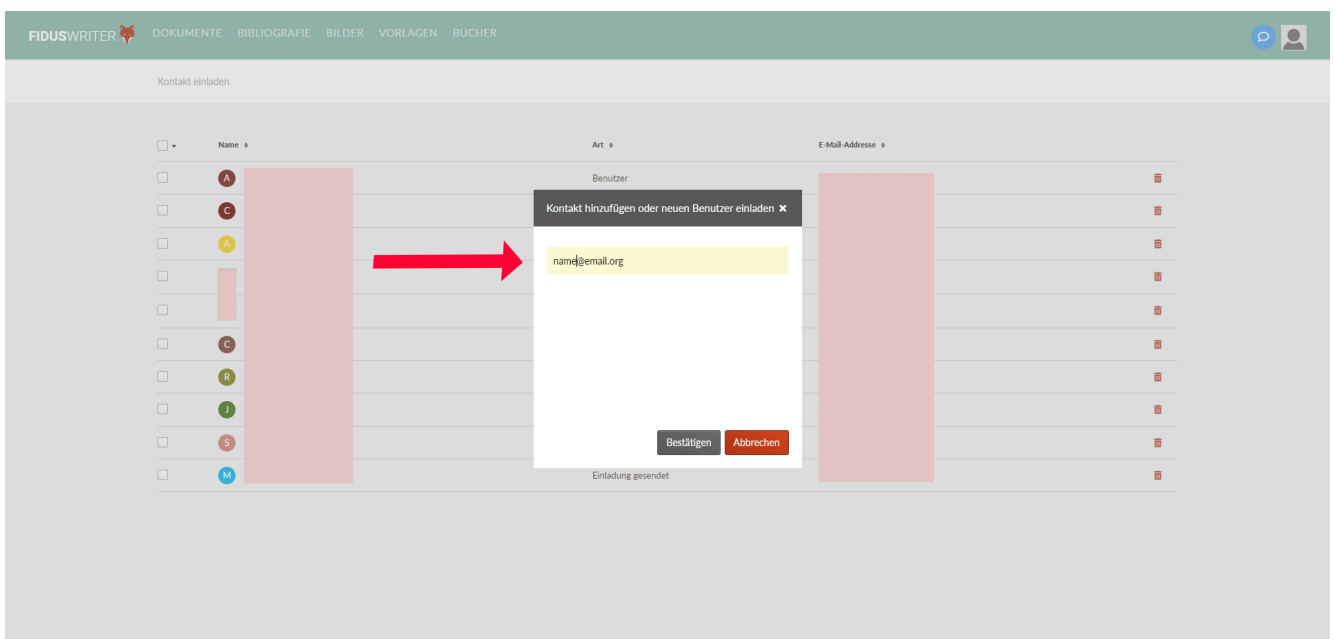 FIDUSWRITER DOKUMENTE BIBLIOGRAFIE BILDER VORLAGEN BÜCHER
Kontakt einladen
Name Art E-Mail-Addresse
A Benutzer
Kontakt hinzufügen oder neuen Benutzer einladen ×
C
A
name@email.org
C
R
J
S
Bestätigen Abbrechen
M Einladung gesendet